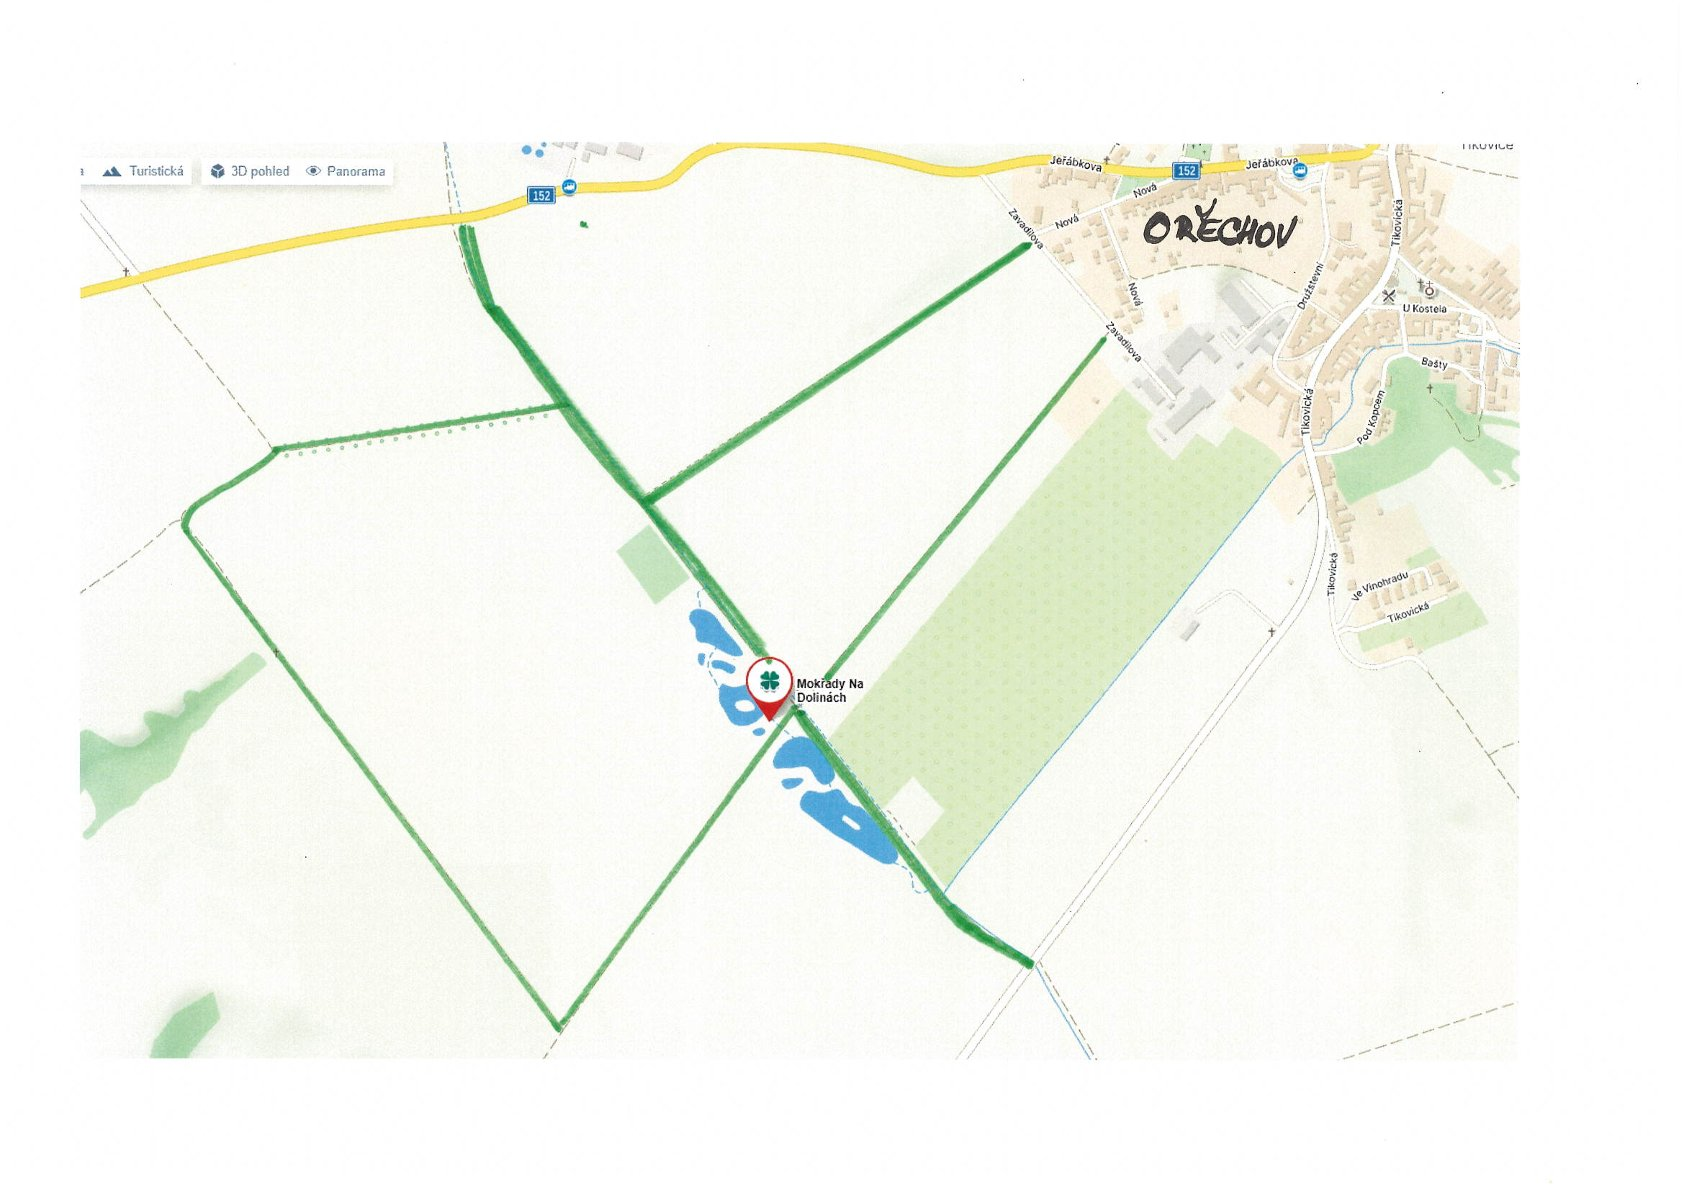 Turistická
3D pohled
Panorama
152
Jeřábkova
152
Jeřábkova
Tikovice
Nová
Nová
Zavadilova
OŘECHOV
Tikovická
Nová
Družstevní
U Kostela
Zavadilova
Bašty
Tikovická
Pod Kopcem
Tikovická
Ve Vinohradu
Tikovická
Mokřady Na
Dolinách